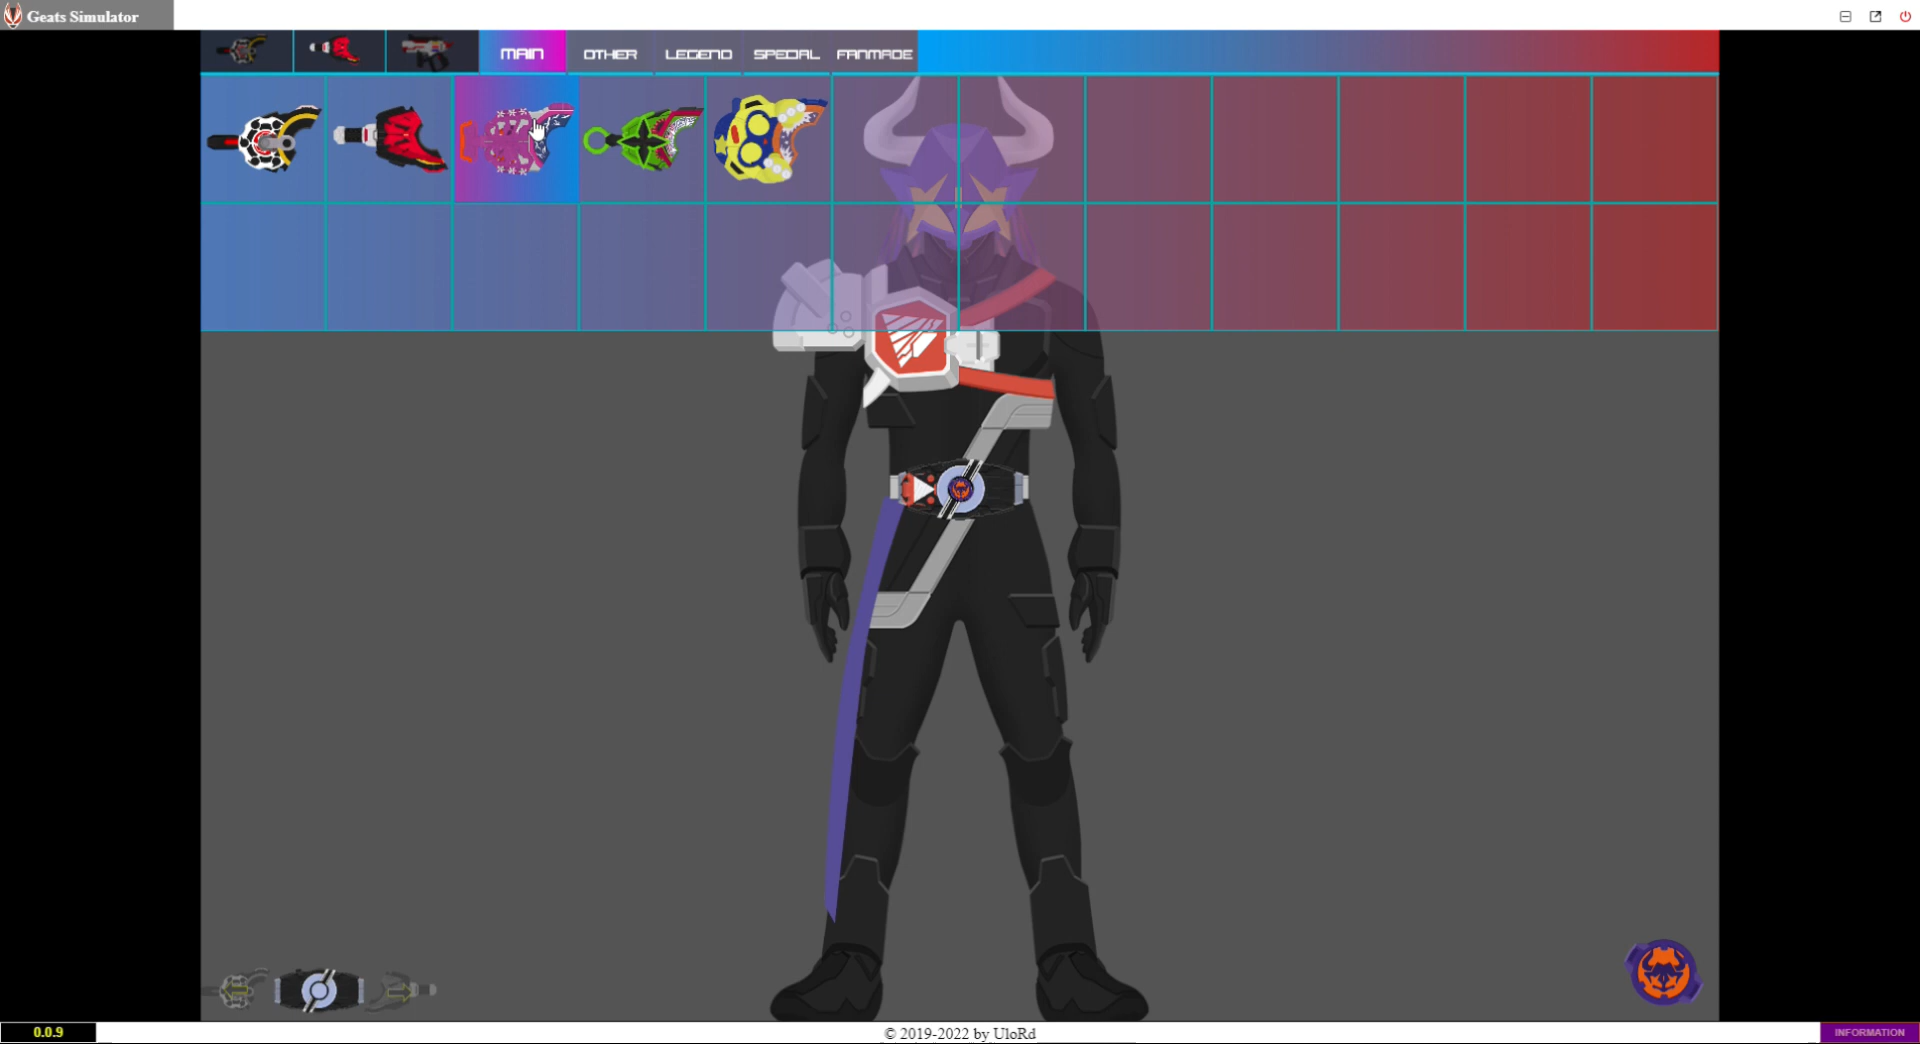 Geats Simulator
MAIN
OTHER
LEGEND
SPECIAL
FANMADE
0.0.9
© 2019-2022 by UloRd
INFORMATION